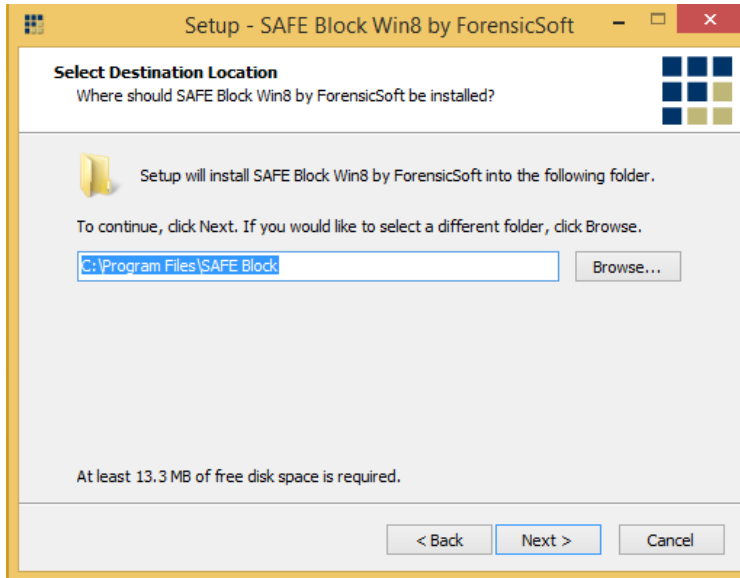 Setup - SAFE Block Win8 by ForensicSoft
Select Destination Location
Where should SAFE Block Win8 by ForensicSoft be installed?
Setup will install SAFE Block Win8 by ForensicSoft into the following folder.
To continue, click Next. If you would like to select a different folder, click Browse.
C:\Program Files\SAFE Block
Browse...
At least 13.3 MB of free disk space is required.
< Back Next > Cancel